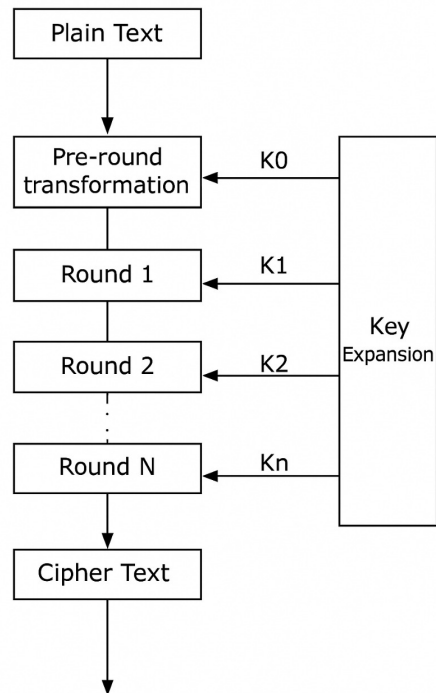 Plain Text
Pre-round
transformation
K0
Round 1
K1
Key
Expansion
Round 2
K2
Round N
Kn
Cipher Text